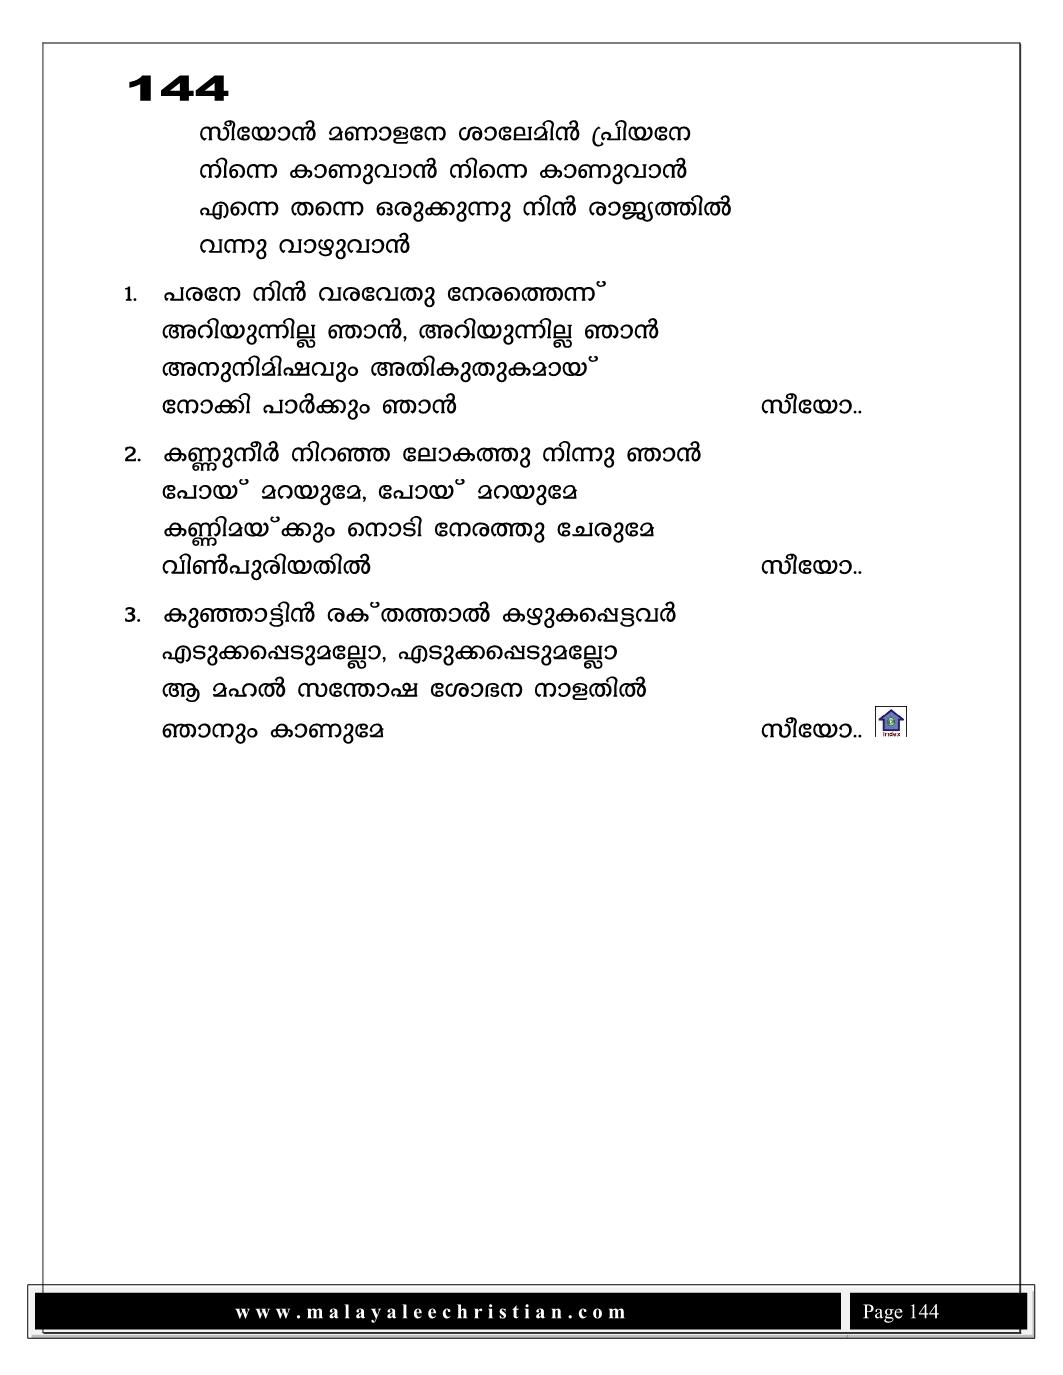 144
സീയോൻ മണാളനേ ശാലേമിൻ പ്രിയനേ
നിന്നെ കാണുവാൻ നിന്നെ കാണുവാൻ
എന്നെ തന്നെ ഒരുക്കുന്നു നിൻ രാജ്യത്തിൽ
വന്നു വാഴുവാൻ
1. പരനേ നിൻ വരവേതു നേരത്തെന്ന്
അറിയുന്നില്ല ഞാൻ, അറിയുന്നില്ല ഞാൻ
അനുനിമിഷവും അതികുതുകമായ്
നോക്കി പാർക്കും ഞാൻ സീയോ..
2. കണ്ണുനീർ നിറഞ്ഞ ലോകത്തു നിന്നു ഞാൻ
പോയ് മറയുമേ, പോയ് മറയുമേ
കണ്ണിമയ്ക്കും നൊടി നേരത്തു ചേരുമേ
വിൺപുരിയതിൽ സീയോ..
3. കുഞ്ഞാട്ടിൻ രക്തത്താൽ കഴുകപ്പെട്ടവർ
എടുക്കപ്പെടുമല്ലോ, എടുക്കപ്പെടുമല്ലോ
ആ മഹൽ സന്തോഷ ശോഭന നാളതിൽ
ഞാനും കാണുമേ സീയോ..
Index
www.malayaleechristian.com Page 144